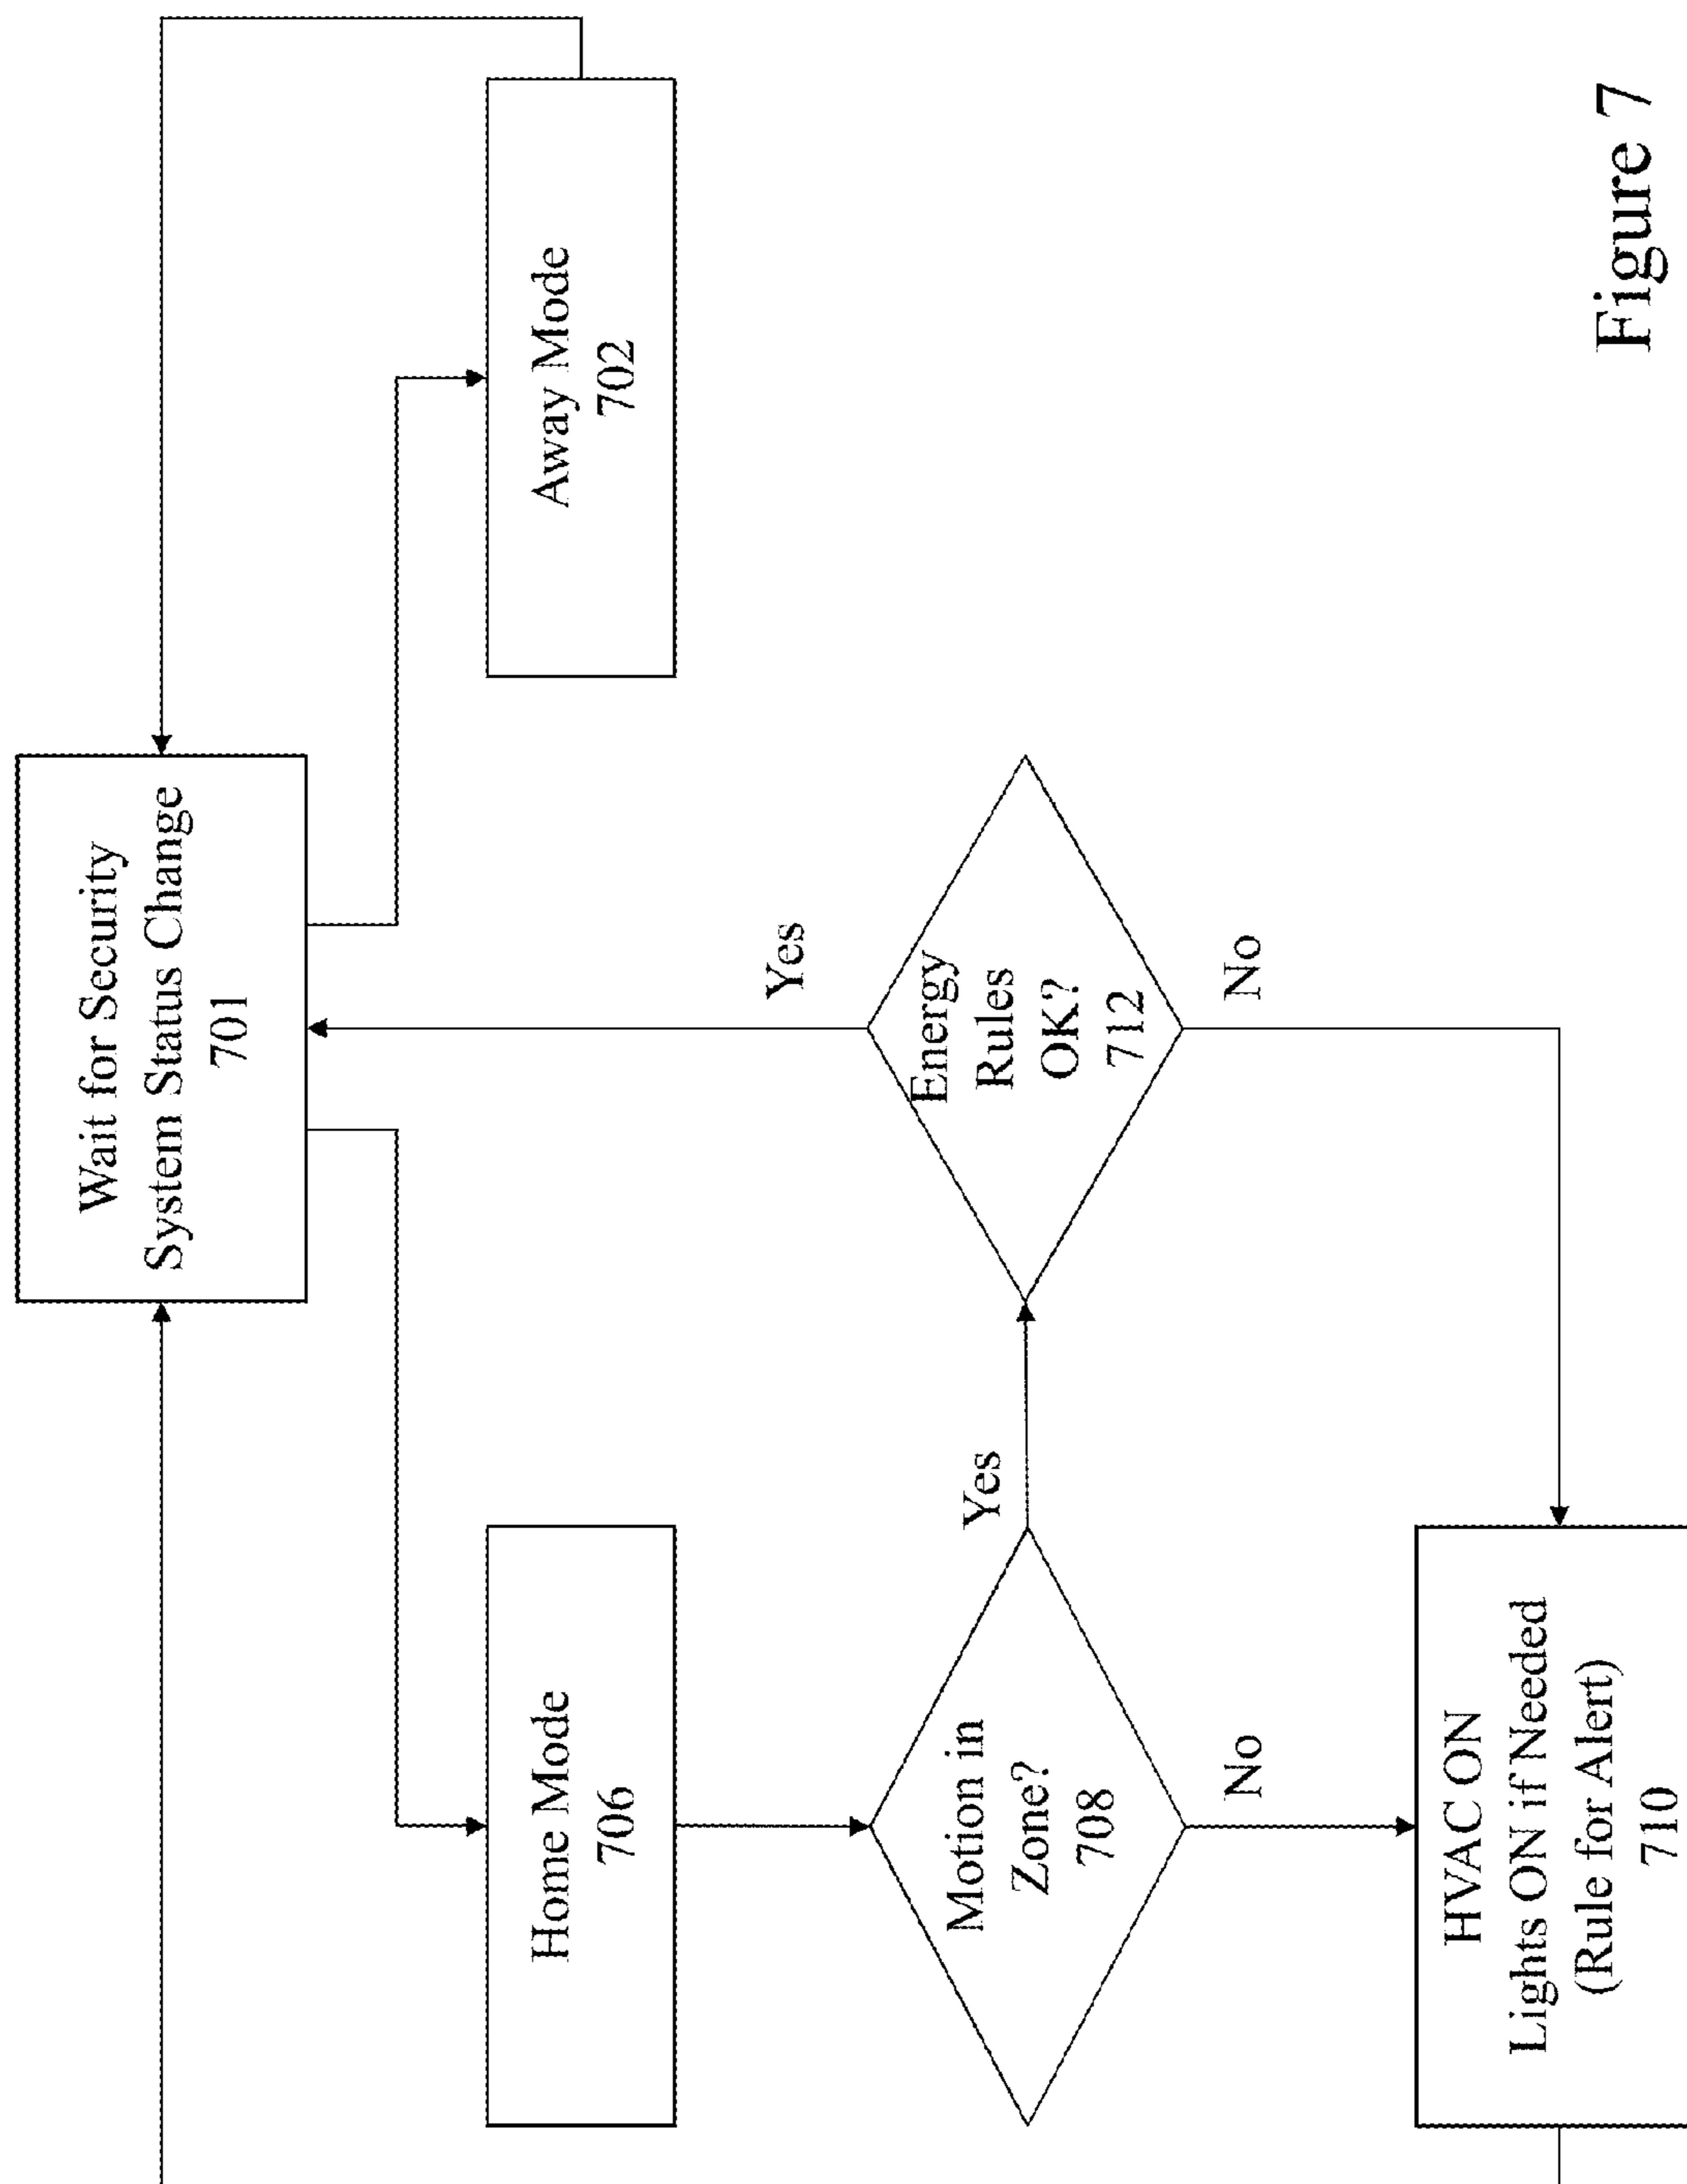 Wait for Security
System Status Change
701
Home Mode
706
Away Mode
702
Motion in
Zone?
708
Yes
No
Energy
Rules
OK?
712
Yes
No
HVAC ON
Lights ON if Needed
(Rule for Alert)
710
Figure 7